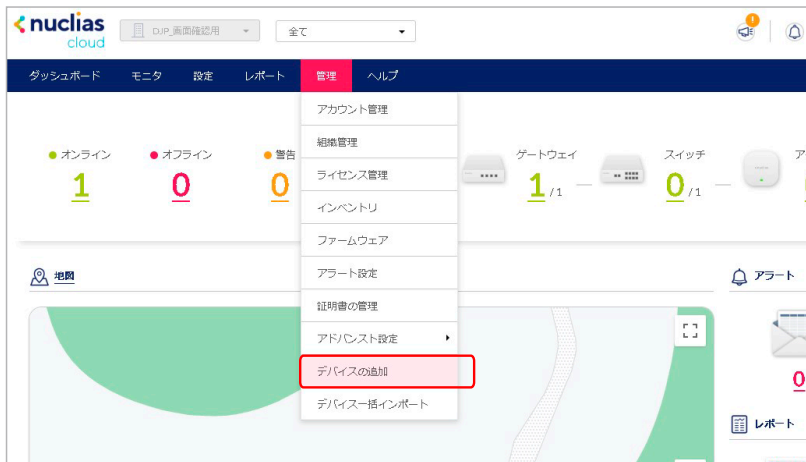 nuclias
cloud
DJP_画面確認用
全て
ダッシュボード モニタ 設定 レポート 管理 ヘルプ
アカウント管理
組織管理
ライセンス管理
インベントリ
ファームウェア
アラート設定
証明書の管理
アドバンスト設定
デバイスの追加
デバイス一括インポート
オンライン オフライン 警告 ゲートウェイ スイッチ ア
1 0 0 1 /1 0 /1
地図
アラート
0
レポート